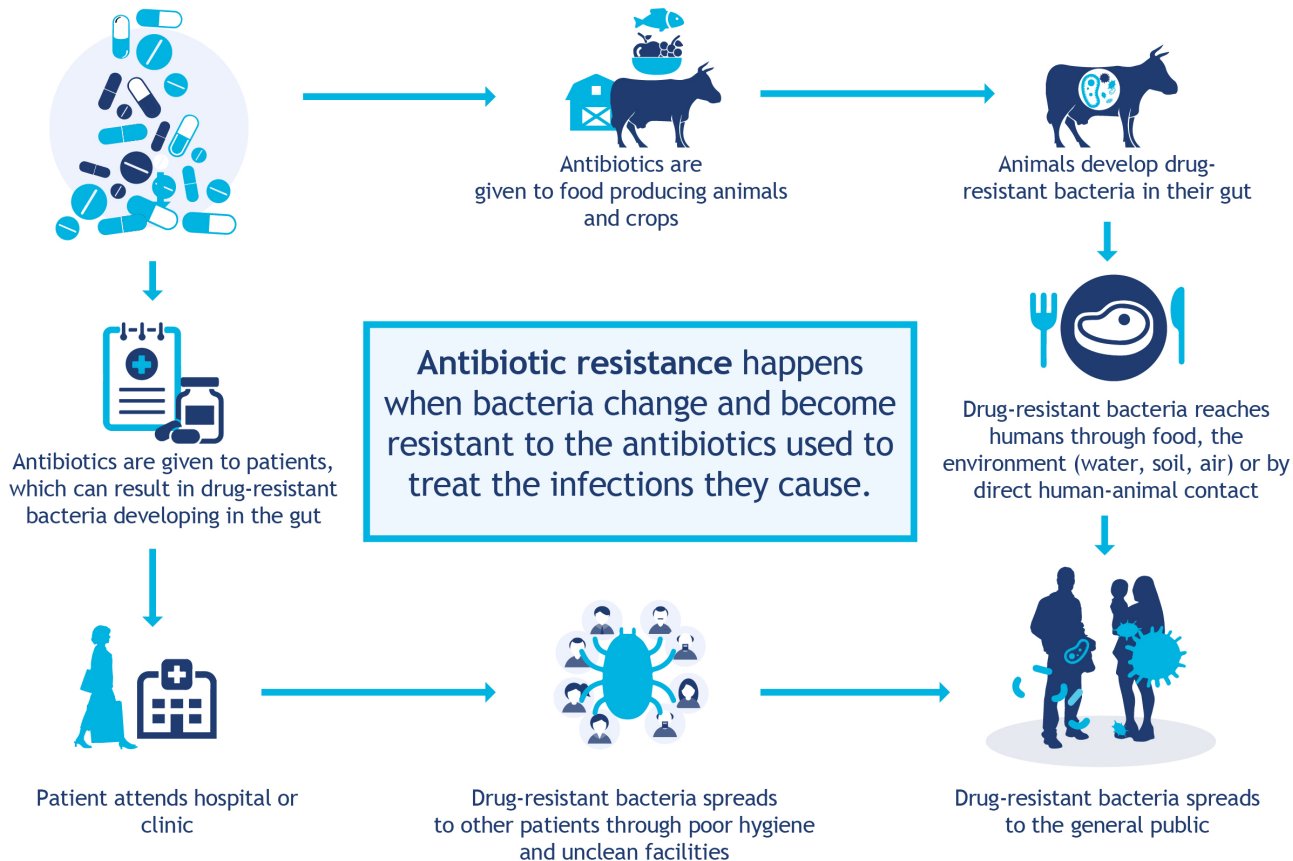 Antibiotics are
given to food producing animals
and crops
Animals develop drug-
resistant bacteria in their gut
Antibiotic resistance happens
when bacteria change and become
resistant to the antibiotics used to
treat the infections they cause.
Antibiotics are given to patients,
which can result in drug-resistant
bacteria developing in the gut
Drug-resistant bacteria reaches
humans through food, the
environment (water, soil, air) or by
direct human-animal contact
Patient attends hospital or
clinic
Drug-resistant bacteria spreads
to other patients through poor hygiene
and unclean facilities
Drug-resistant bacteria spreads
to the general public